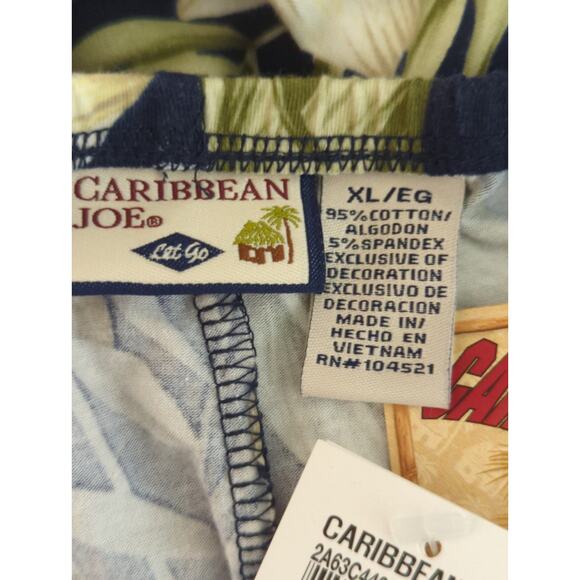 CARIBBEAN
JOE®
Let Go
XL/EG
95% COTTON/
ALGODON
5% SPANDEX
EXCLUSIVE OF
DECORATION
EXCLUSIVO DE
DECORACION
MADE IN/
HECHO EN
VIETNAM
RN#104521
CARIBBEAN